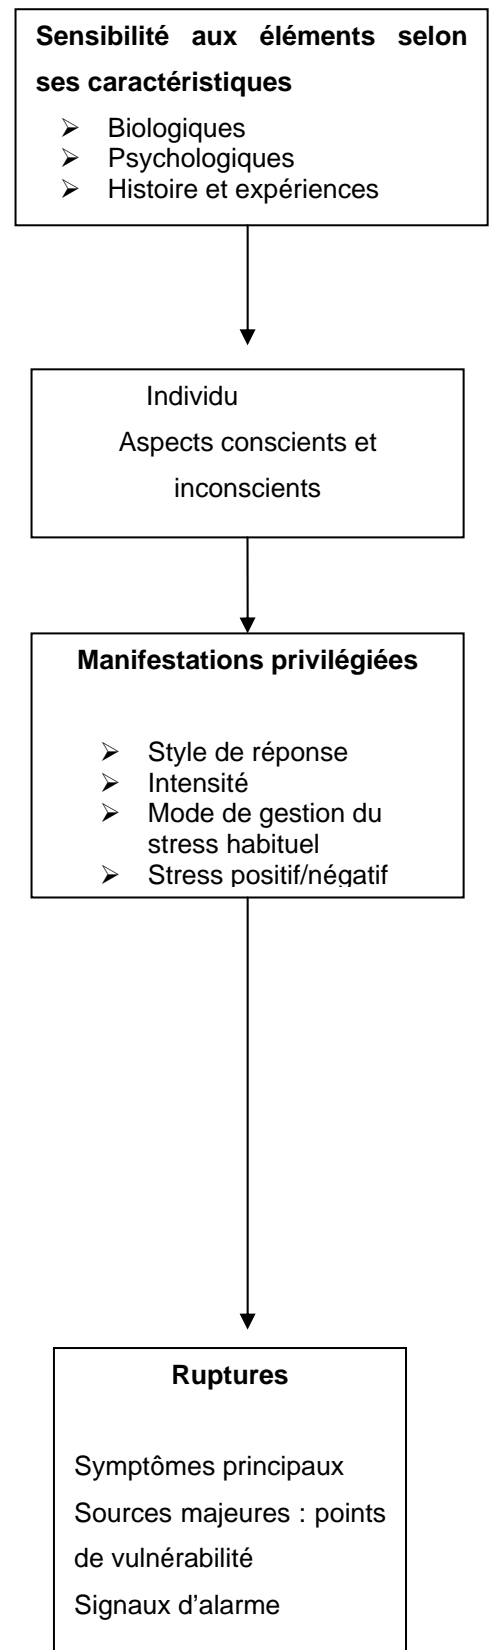 Sensibilité aux éléments selon
ses caractéristiques
➢ Biologiques
➢ Psychologiques
➢ Histoire et expériences
Individu
Aspects conscients et
inconscients
Manifestations privilégiées
➢ Style de réponse
➢ Intensité
➢ Mode de gestion du
stress habituel
➢ Stress positif/négatif
Ruptures
Symptômes principaux
Sources majeures : points
de vulnérabilité
Signaux d'alarme